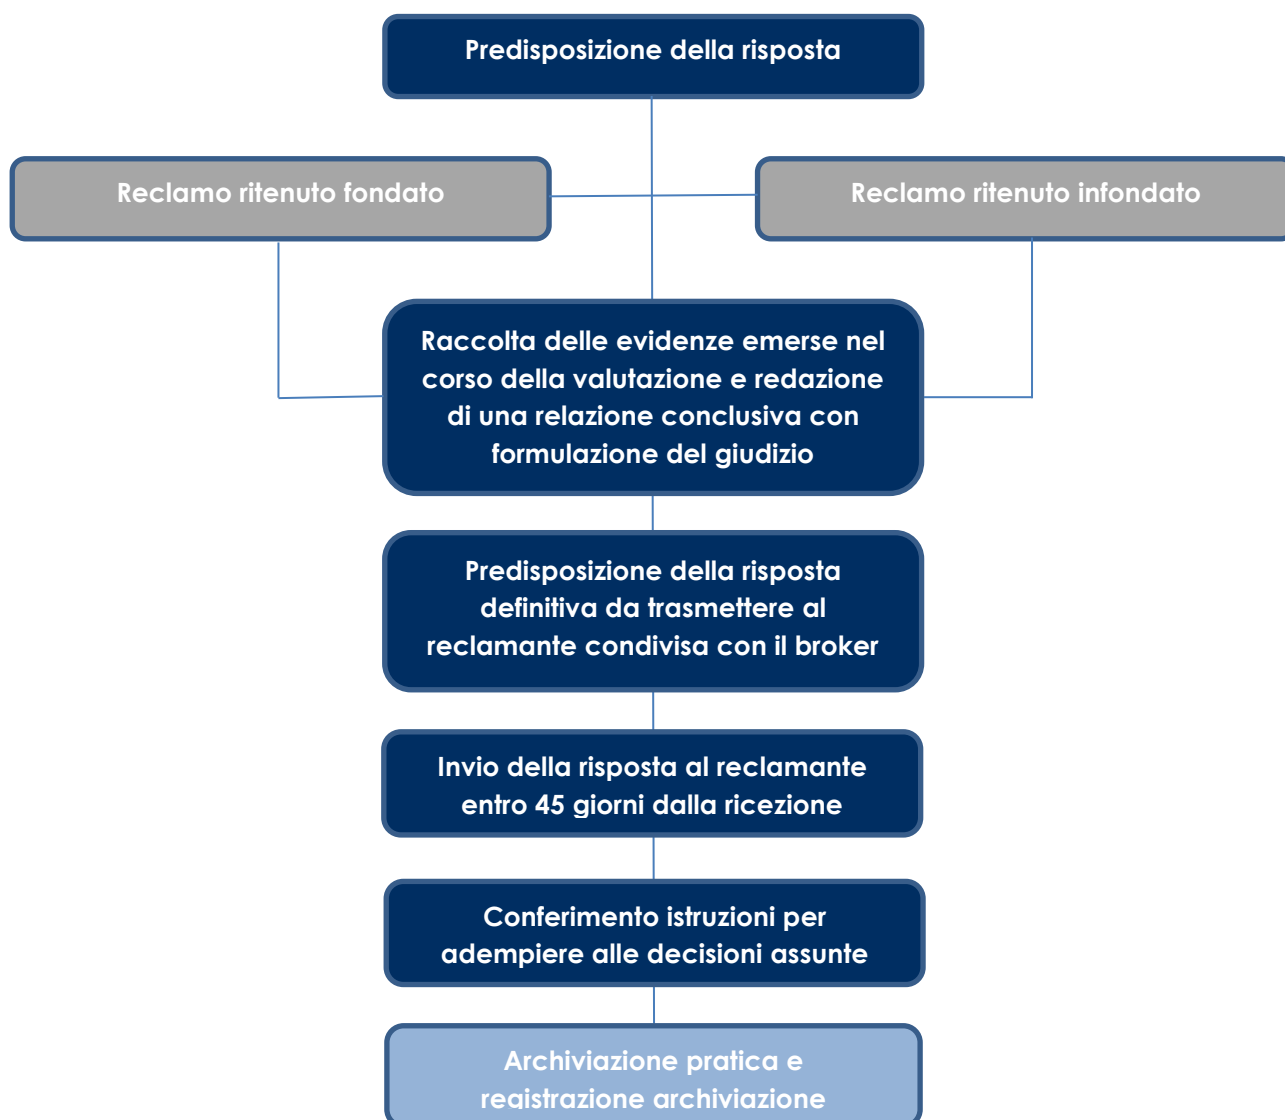 Predisposizione della risposta
Reclamo ritenuto fondato
Reclamo ritenuto infondato
Raccolta delle evidenze emerse nel
corso della valutazione e redazione
di una relazione conclusiva con
formulazione del giudizio
Predisposizione della risposta
definitiva da trasmettere al
reclamante condivisa con il broker
Invio della risposta al reclamante
entro 45 giorni dalla ricezione
Conferimento istruzioni per
adempiere alle decisioni assunte
Archiviazione pratica e
registrazione archiviazione